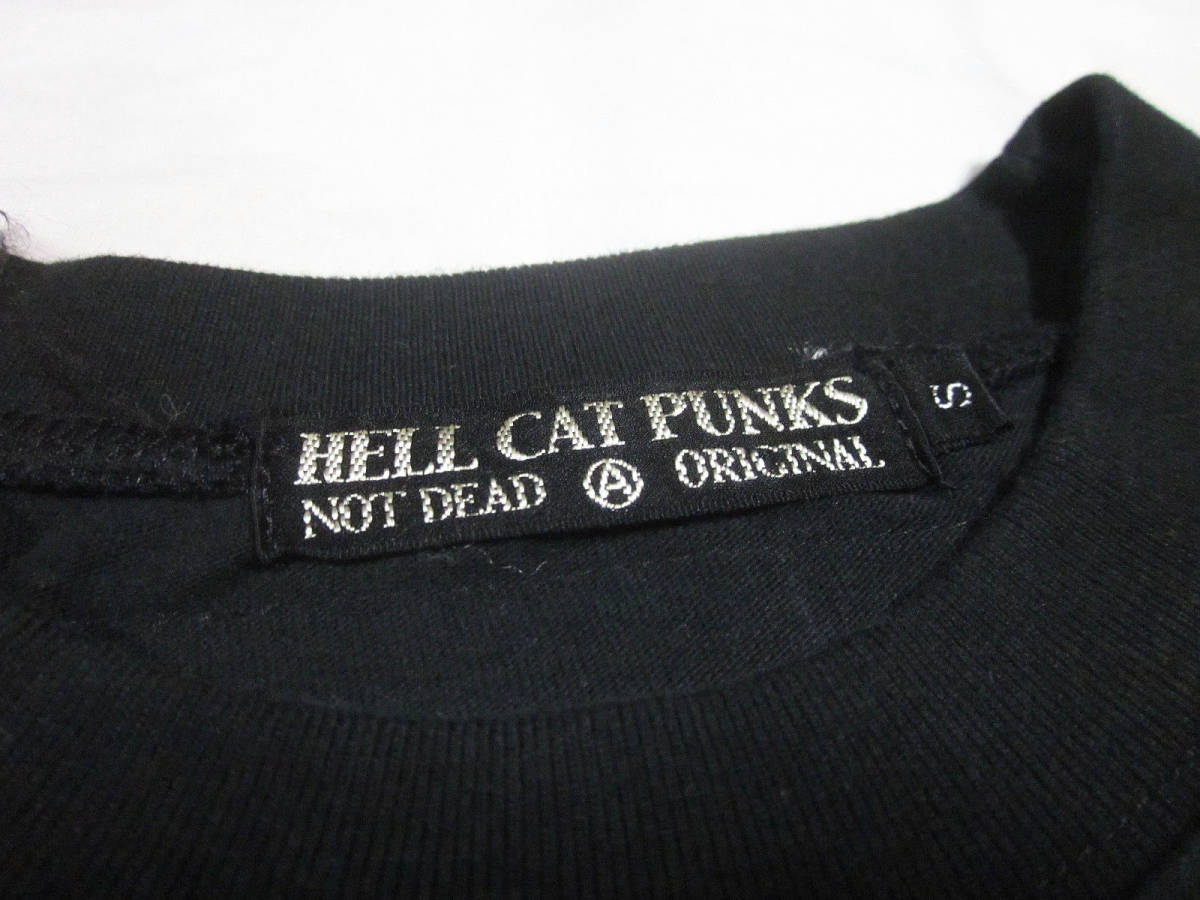 HELL CAT PUNKS
NOT DEAD Ⓐ ORIGINAL
S